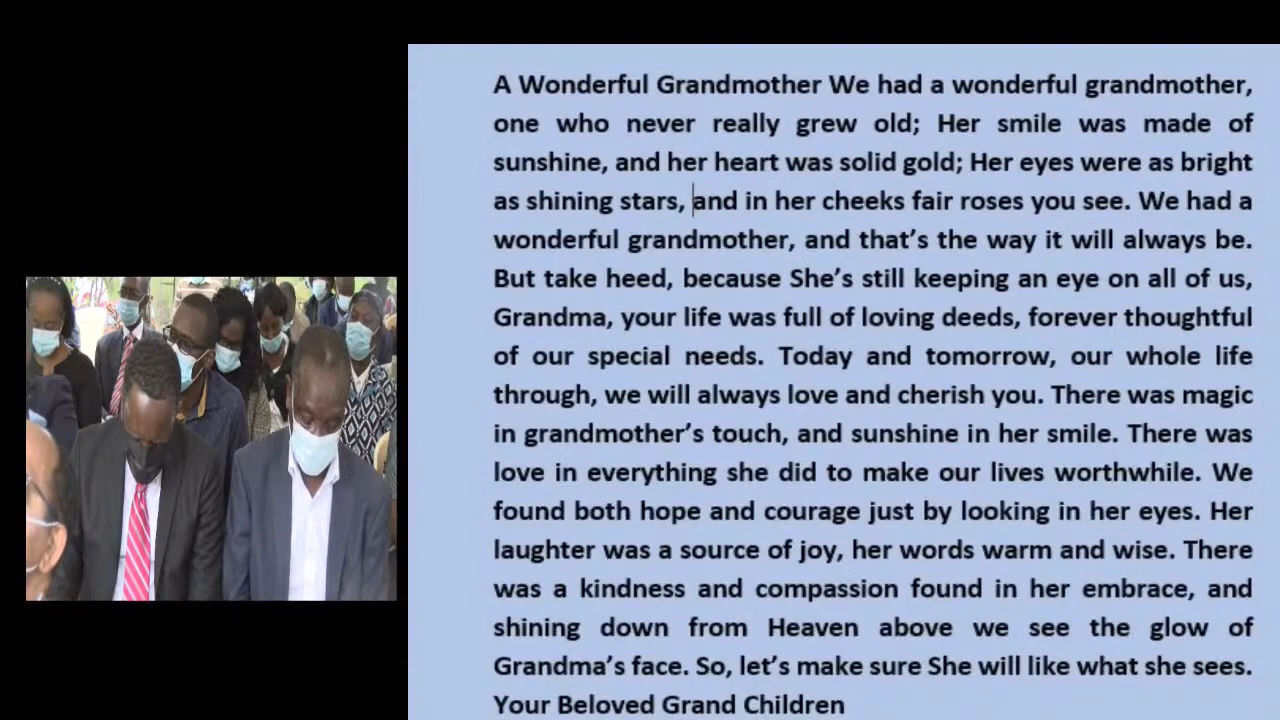 A Wonderful Grandmother We had a wonderful grandmother,
one who never really grew old; Her smile was made of
sunshine, and her heart was solid gold; Her eyes were as bright
as shining stars, and in her cheeks fair roses you see. We had a
wonderful grandmother, and that’s the way it will always be.
But take heed, because She’s still keeping an eye on all of us,
Grandma, your life was full of loving deeds, forever thoughtful
of our special needs. Today and tomorrow, our whole life
through, we will always love and cherish you. There was magic
in grandmother’s touch, and sunshine in her smile. There was
love in everything she did to make our lives worthwhile. We
found both hope and courage just by looking in her eyes. Her
laughter was a source of joy, her words warm and wise. There
was a kindness and compassion found in her embrace, and
shining down from Heaven above we see the glow of
Grandma’s face. So, let’s make sure She will like what she sees.
Your Beloved Grand Children